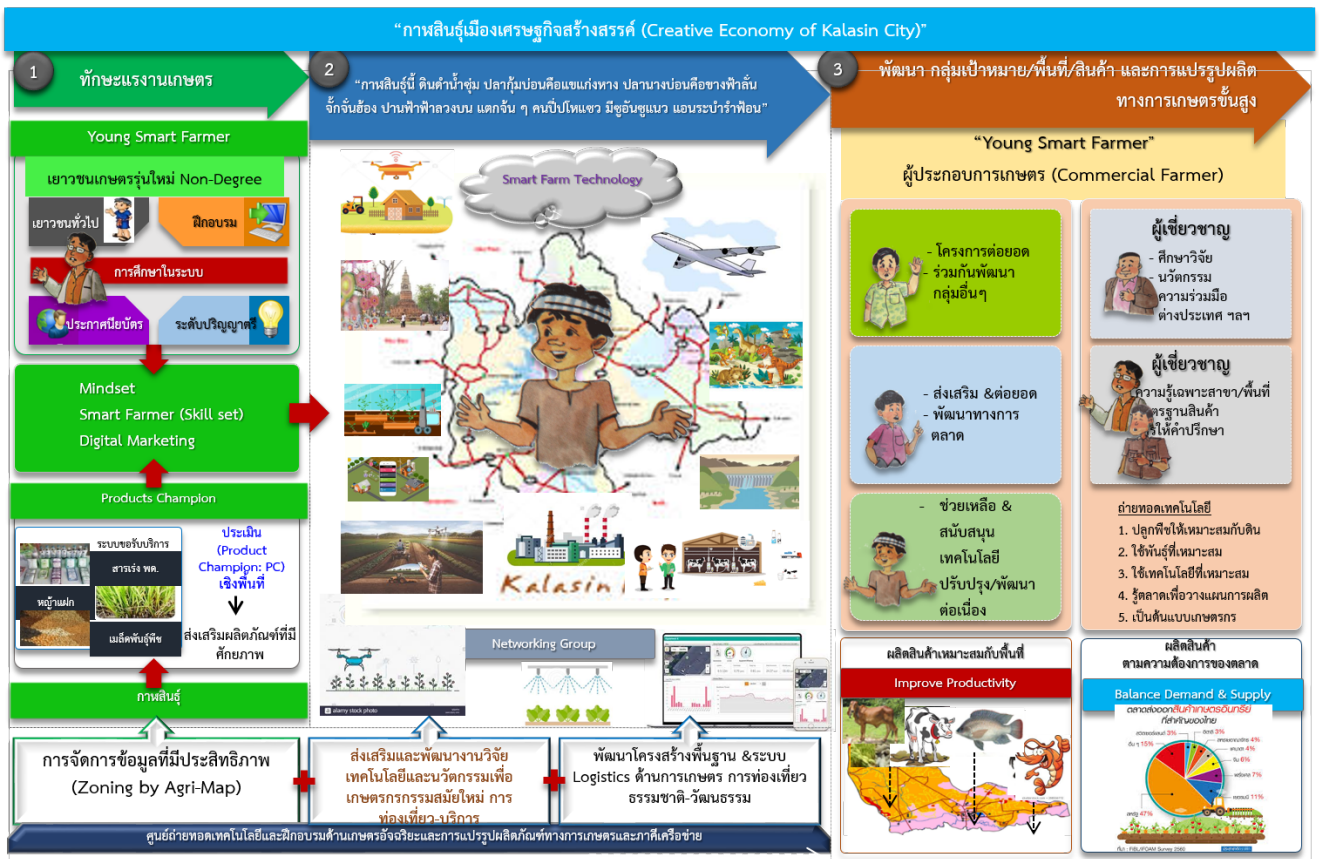 “กาฬสินธุ์เมืองเศรษฐกิจสร้างสรรค์ (Creative Economy of Kalasin City)”
1
ทักษะแรงงานเกษตร
Young Smart Farmer
เยาวชนเกษตรรุ่นใหม่ Non-Degree
เยาวชนทั่วไป
ฝึกอบรม
การศึกษาในระบบ
ประกาศนียบัตร
ระดับปริญญาตรี
Mindset
Smart Farmer (Skill set)
Digital Marketing
Products Champion
ระบบขอรับบริการ
สารเร่ง พด.
หญ้าแฝก
เมล็ดพันธุ์พืช
ประเมิน
(Product
Champion: PC)
เชิงพื้นที่
ส่งเสริมผลิตภัณฑ์ที่มี
ศักยภาพ
กาฬสินธุ์
2
“กาฬสินธุ์นี้ ดินดำน้ำชุ่ม ปลากุ้มบ่อนคือแขแก่งหาง ปลานางบ่อนคือขางฟ้าลั่น
จั๊กจั่นฮ้อง ปานฟ้าฟ้าลวงบน แตกจ้น ๆ คนปี่ปโหแซว มีซูอันซูแนว แอนระบำรำฟ้อน”
Smart Farm Technology
Kalasin
Networking Group
alamy stock photo
3
พัฒนา กลุ่มเป้าหมาย/พื้นที่/สินค้า และการแปรรูปผลิต
ทางการเกษตรขั้นสูง
“Young Smart Farmer”
ผู้ประกอบการเกษตร (Commercial Farmer)
- โครงการต่อยอด
- ร่วมกันพัฒนา
กลุ่มอื่นๆ
- ส่งเสริม &ต่อยอด
- พัฒนาทางการ
ตลาด
- ช่วยเหลือ &
สนับสนุน
เทคโนโลยี
ปรับปรุง/พัฒนา
ต่อเนื่อง
ผู้เชี่ยวชาญ
- ศึกษาวิจัย
- นวัตกรรม
ความร่วมมือ
ต่างประเทศ ฯลฯ
ผู้เชี่ยวชาญ
ความรู้เฉพาะสาขา/พื้นที่
ตรฐานสินค้า
รให้คำปรึกษา
ถ่ายทอดเทคโนโลยี
1. ปลูกพืชให้เหมาะสมกับดิน
2. ใช้พันธุ์ที่เหมาะสม
3. ใช้เทคโนโลยีที่เหมาะสม
4. รู้ตลาดเพื่อวางแผนการผลิต
5. เป็นต้นแบบเกษตรกร
ผลิตสินค้าเหมาะสมกับพื้นที่
Improve Productivity
ผลิตสินค้า
ตามความต้องการของตลาด
Balance Demand & Supply
ตลาดส่งออกสินค้าเกษตรอินทรีย์
ที่สำคัญของไทย
3%
3%
4%
อื่น ๆ 15%
4%
จีน 6%
7%
11%
สหรัฐ 47%
ที่มา : FiBL/IFOAM Survey 2560
การจัดการข้อมูลที่มีประสิทธิภาพ
(Zoning by Agri-Map)
ส่งเสริมและพัฒนางานวิจัย
เทคโนโลยีและนวัตกรรมเพื่อ
เกษตรกรกรรมสมัยใหม่ การ
ท่องเที่ยว-บริการ
พัฒนาโครงสร้างพื้นฐาน &ระบบ
Logistics ด้านการเกษตร การท่องเที่ยว
ธรรมชาติ-วัฒนธรรม
ศูนย์ถ่ายทอดเทคโนโลยีและฝึกอบรมด้านเกษตรอัจฉริยะและการแปรรูปผลิตภัณฑ์ทางการเกษตรและภาคีเครือข่าย